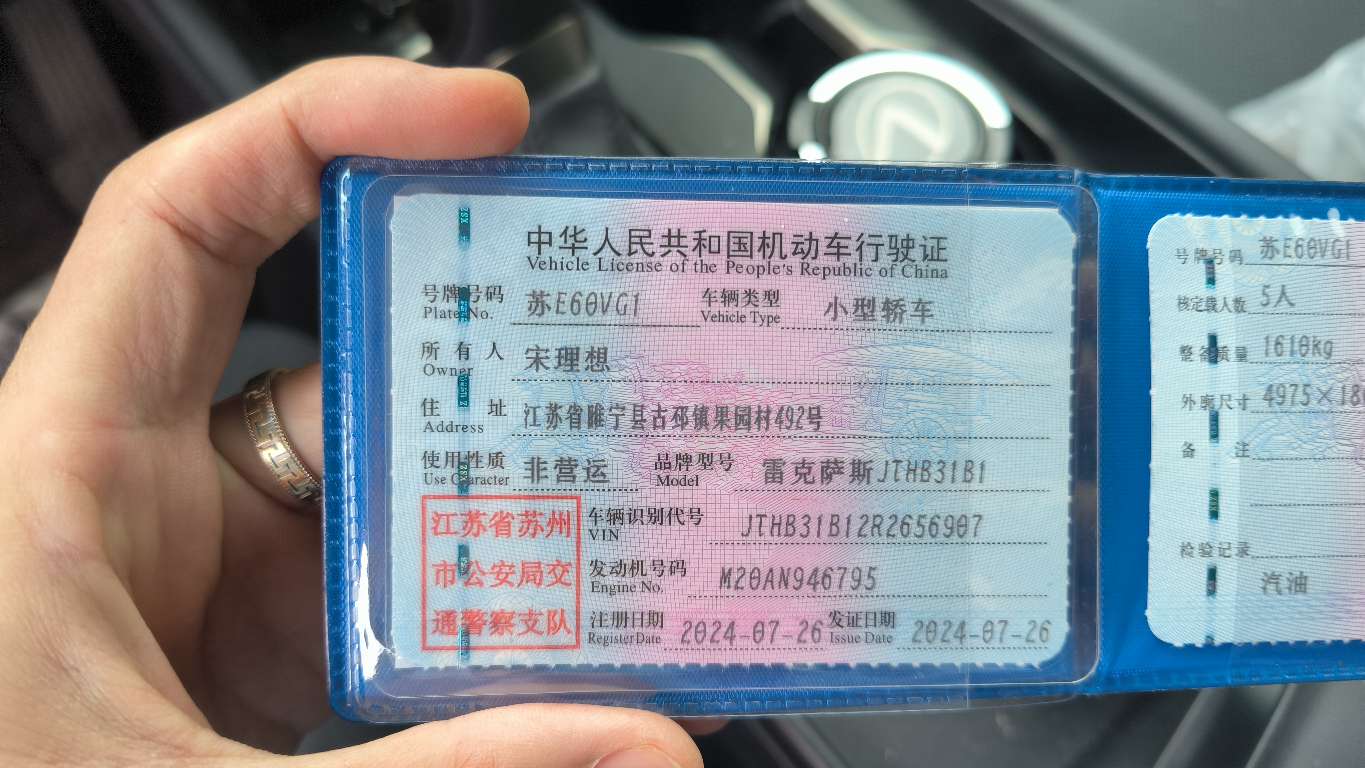 中华人民共和国机动车行驶证
Vehicle License of the People's Republic of China
号牌号码 苏E60VG1 车辆类型 小型轿车
Plate No. Vehicle Type
所有人 宋理想
Owner
住址 江苏省睢宁县古邳镇果园村492号
Address
使用性质 非营运 品牌型号 雷克萨斯JTHB31B1
Use Character Model
江苏省苏州
市公安局交
通警察支队
车辆识别代号 JTHB31B12R2656907
VIN
发动机号码 M20AN946795
Engine No.
注册日期 2024-07-26 发证日期 2024-07-26
Register Date Issue Date
号牌号码 苏E60VG1
核定载人数 5人
整备质量 1610kg
外廓尺寸 4975×18
备注
检验记录
汽油